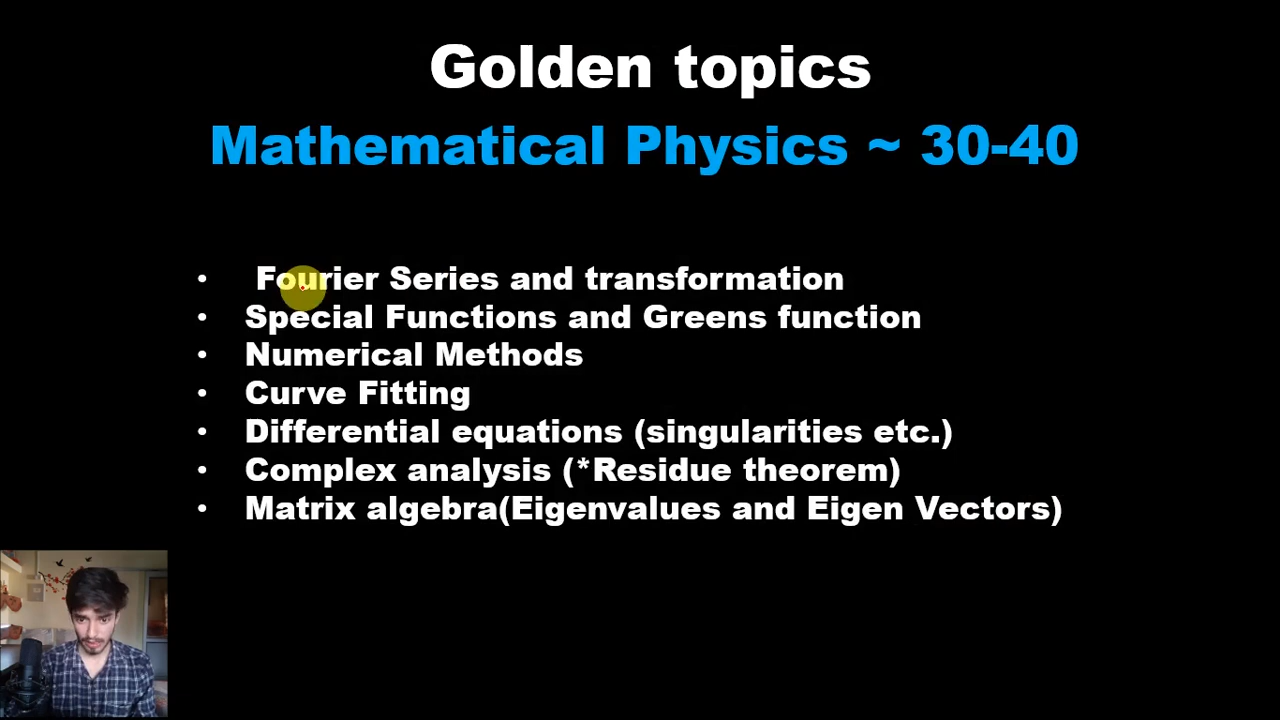 Golden topics
Mathematical Physics ~ 30-40
• Fourier Series and transformation
• Special Functions and Greens function
• Numerical Methods
• Curve Fitting
• Differential equations (singularities etc.)
• Complex analysis (*Residue theorem)
• Matrix algebra(Eigenvalues and Eigen Vectors)